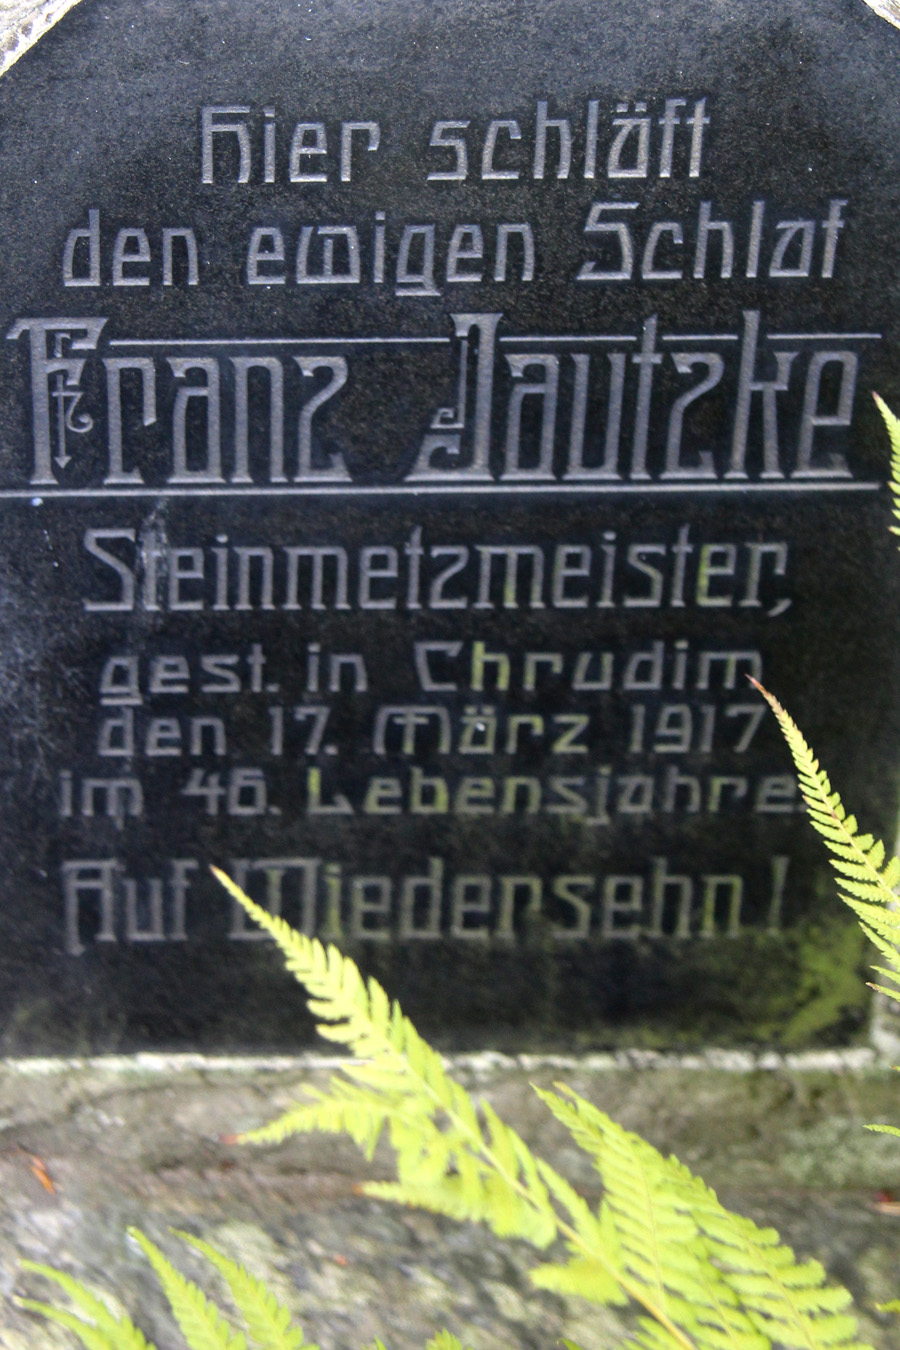 Hier schläft
den ewigen Schlaf
Franz Jautzke
Steinmetzmeister,
gest. in Chrudim
den 17. März 1917
im 46. Lebensjahre.
Auf Wiedersehn!